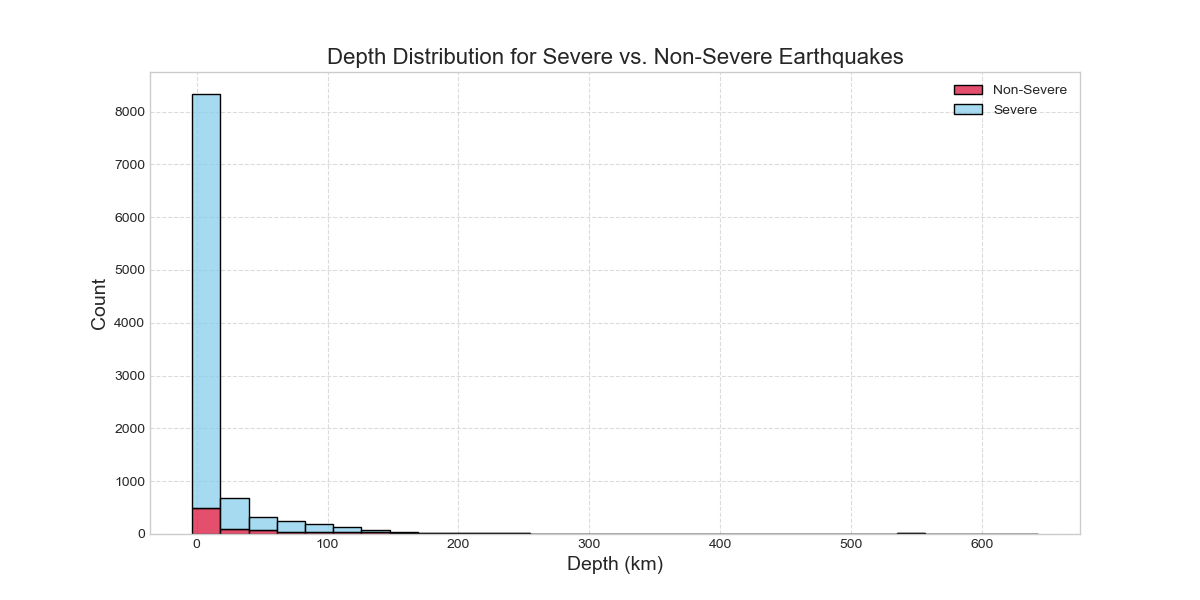 Depth Distribution for Severe vs. Non-Severe Earthquakes
Non-Severe
Severe
8000
7000
6000
5000
4000
3000
2000
1000
0
Count
0 100 200 300 400 500 600
Depth (km)